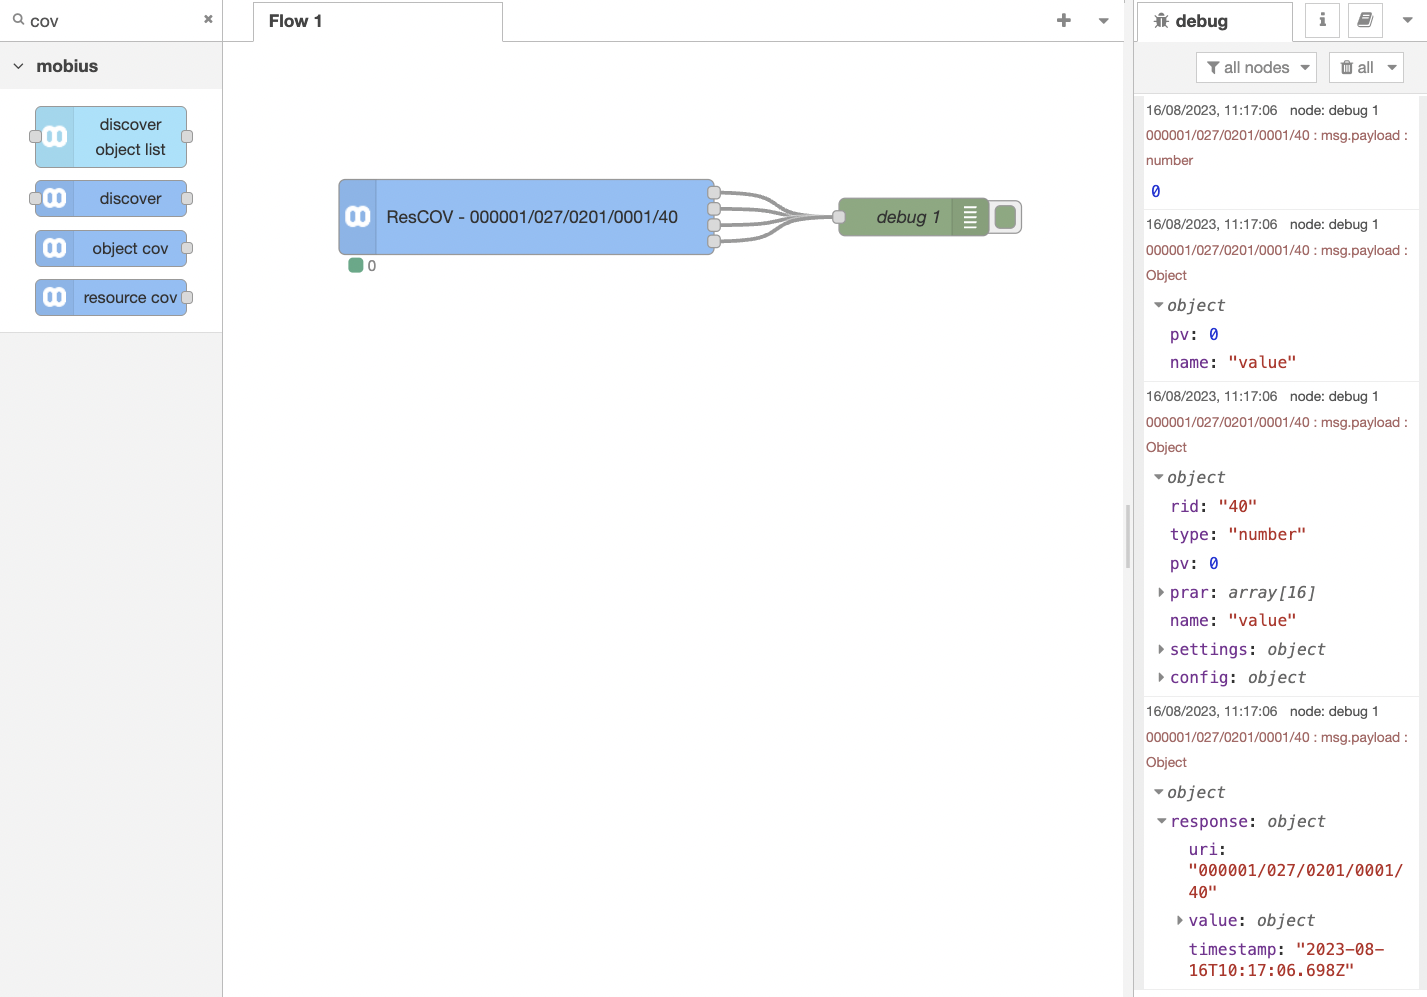 cov
mobius
discover
object list
discover
object cov
resource cov
Flow 1
ResCOV - 000001/027/0201/0001/40
0
debug 1
debug
i
all nodes
all
16/08/2023, 11:17:06 node: debug 1
000001/027/0201/0001/40 : msg.payload :
number
0
16/08/2023, 11:17:06 node: debug 1
000001/027/0201/0001/40 : msg.payload :
Object
object
pv: 0
name: "value"
16/08/2023, 11:17:06 node: debug 1
000001/027/0201/0001/40 : msg.payload :
Object
object
rid: "40"
type: "number"
pv: 0
prar: array[16]
name: "value"
settings: object
config: object
16/08/2023, 11:17:06 node: debug 1
000001/027/0201/0001/40 : msg.payload :
Object
object
response: object
uri:
"000001/027/0201/0001/
40"
value: object
timestamp: "2023-08-
16T10:17:06.698Z"